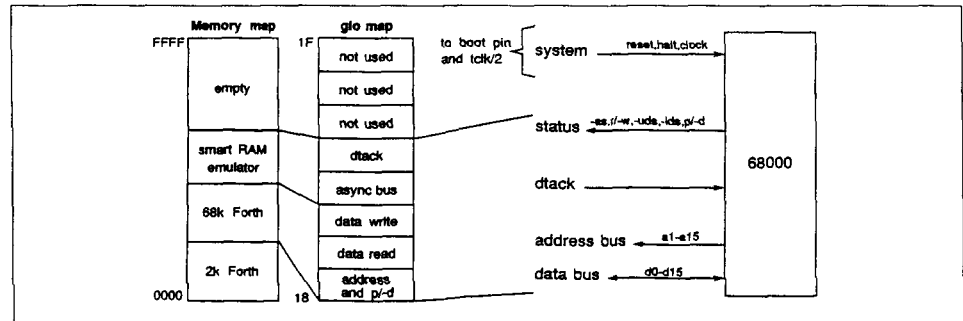 Memory map
gio map
FFFF
1F
empty
smart RAM
emulator
68k Forth
2k Forth
0000
18
not used
not used
not used
dtack
async bus
data write
data read
address
and p/-d
to boot pin
and tclk/2
system
reset,halt,clock
status
-as,r/-w,-uds,-lds,p/-d
dtack
address bus
a1-a15
data bus
d0-d15
68000